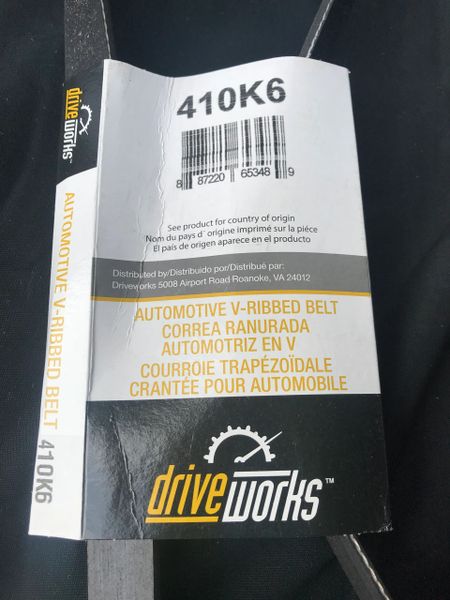 410K6
8 87220 65348 9
See product for country of origin
Nom du pays d´ origine imprimé sur la piéce
El país de origen aparece en el producto
Distributed by/Distribuido por/Distribué par:
Driveworks 5008 Airport Road Roanoke, VA 24012
AUTOMOTIVE V-RIBBED BELT
CORREA RANURADA
AUTOMOTRIZ EN V
COURROIE TRAPÉZOÏDALE
CRANTÉE POUR AUTOMOBILE
driveworks™
driveworks
AUTOMOTIVE V-RIBBED BELT 410K6